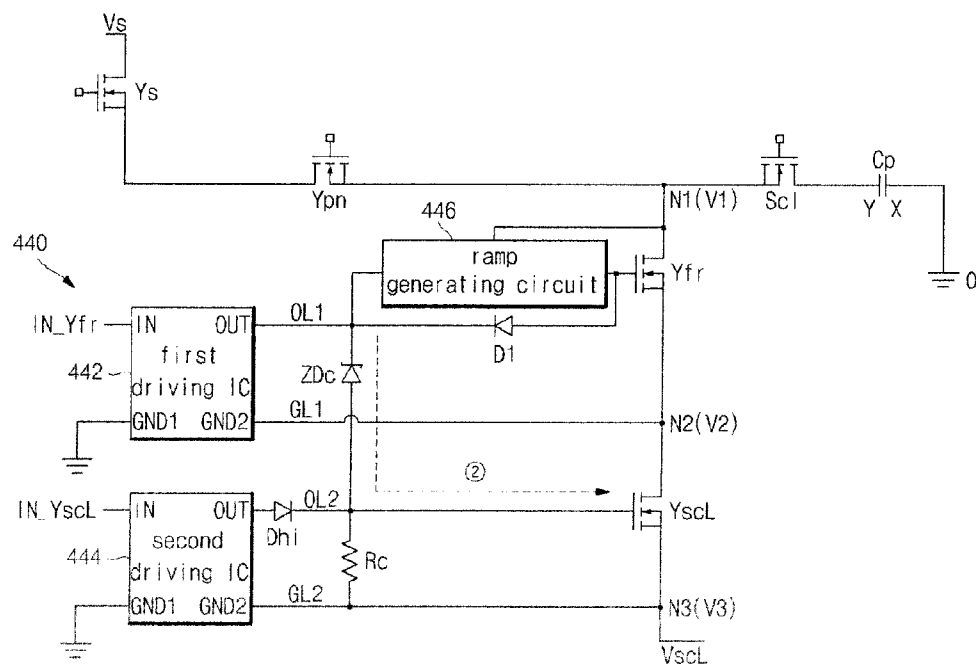 Vs
Ys
Ypn
Scl
Cp
Y X
N1(V1)
446
ramp
generating circuit
Yfr
0
440
IN_Yfr
IN OUT
OL1
D1
442
first
driving IC
ZDc
GND1 GND2
GL1
N2(V2)
②
IN_YscL
IN OUT
Dhi
OL2
YscL
444
second
driving IC
Rc
GND1 GND2
GL2
N3(V3)
VscL